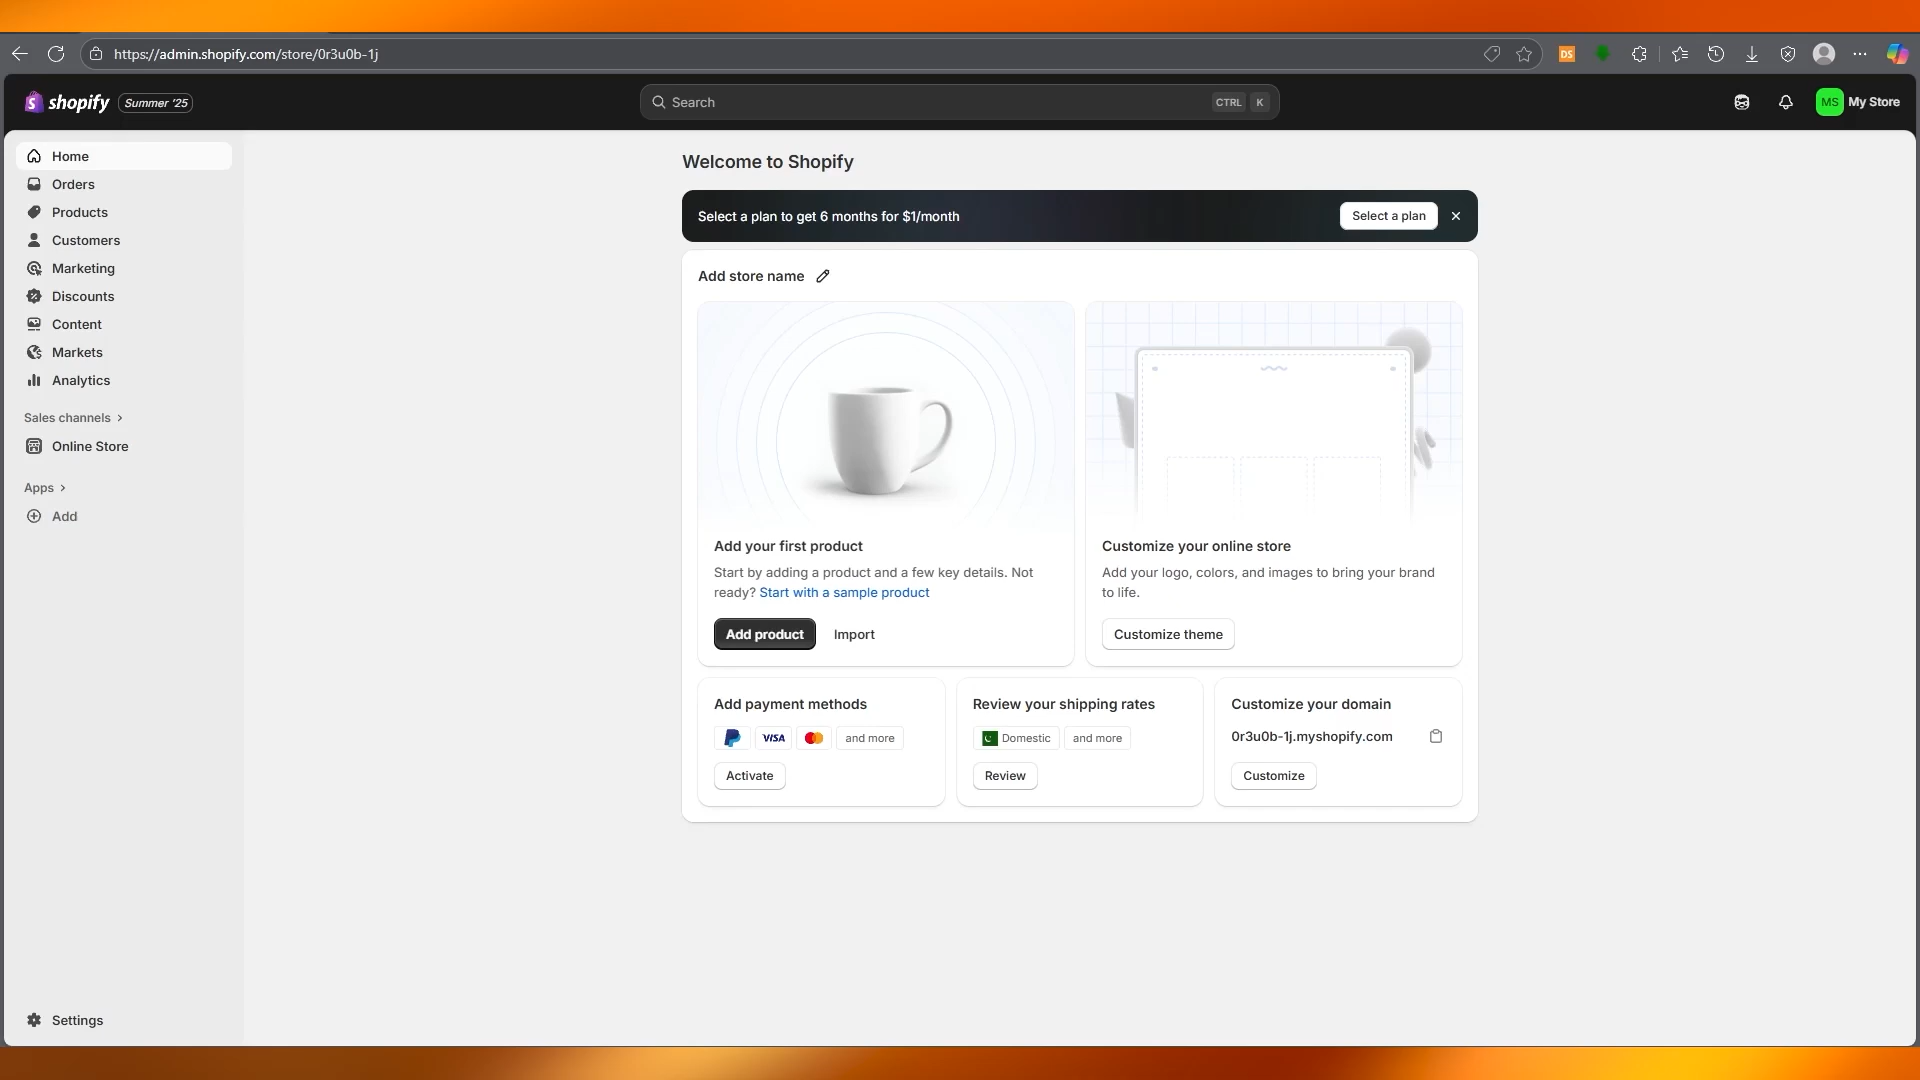 https://admin.shopify.com/store/0r3u0b-1j
DS
shopify
Summer '25
Search
CTRL K
MS
My Store
Home
Orders
Products
Customers
Marketing
Discounts
Content
Markets
Analytics
Sales channels
Online Store
Apps
Add
Settings
Welcome to Shopify
Select a plan to get 6 months for $1/month
Select a plan
Add store name
Add your first product
Start by adding a product and a few key details. Not
ready? Start with a sample product
Add product
Import
Customize your online store
Add your logo, colors, and images to bring your brand
to life.
Customize theme
Add payment methods
VISA
and more
Activate
Review your shipping rates
Domestic
and more
Review
Customize your domain
0r3u0b-1j.myshopify.com
Customize